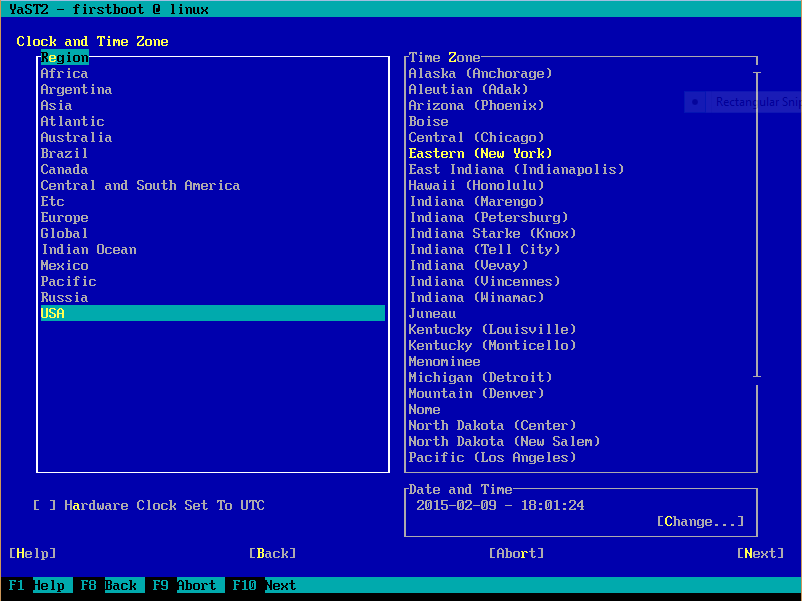 YaST2 - firstboot @ linux
Clock and Time Zone
Region
Africa
Argentina
Asia
Atlantic
Australia
Brazil
Canada
Central and South America
Etc
Europe
Global
Indian Ocean
Mexico
Pacific
Russia
USA
Time Zone
Alaska (Anchorage)
Aleutian (Adak)
Arizona (Phoenix)
Boise
Central (Chicago)
Eastern (New York)
East Indiana (Indianapolis)
Hawaii (Honolulu)
Indiana (Marengo)
Indiana (Petersburg)
Indiana Starke (Knox)
Indiana (Tell City)
Indiana (Vevay)
Indiana (Vincennes)
Indiana (Winamac)
Juneau
Kentucky (Louisville)
Kentucky (Monticello)
Menominee
Michigan (Detroit)
Mountain (Denver)
Nome
North Dakota (Center)
North Dakota (New Salem)
Pacific (Los Angeles)
Rectangular Snip
[ ] Hardware Clock Set To UTC
Date and Time
2015-02-09 - 18:01:24
[Change...]
[Help] [Back] [Abort] [Next]
F1 Help F8 Back F9 Abort F10 Next